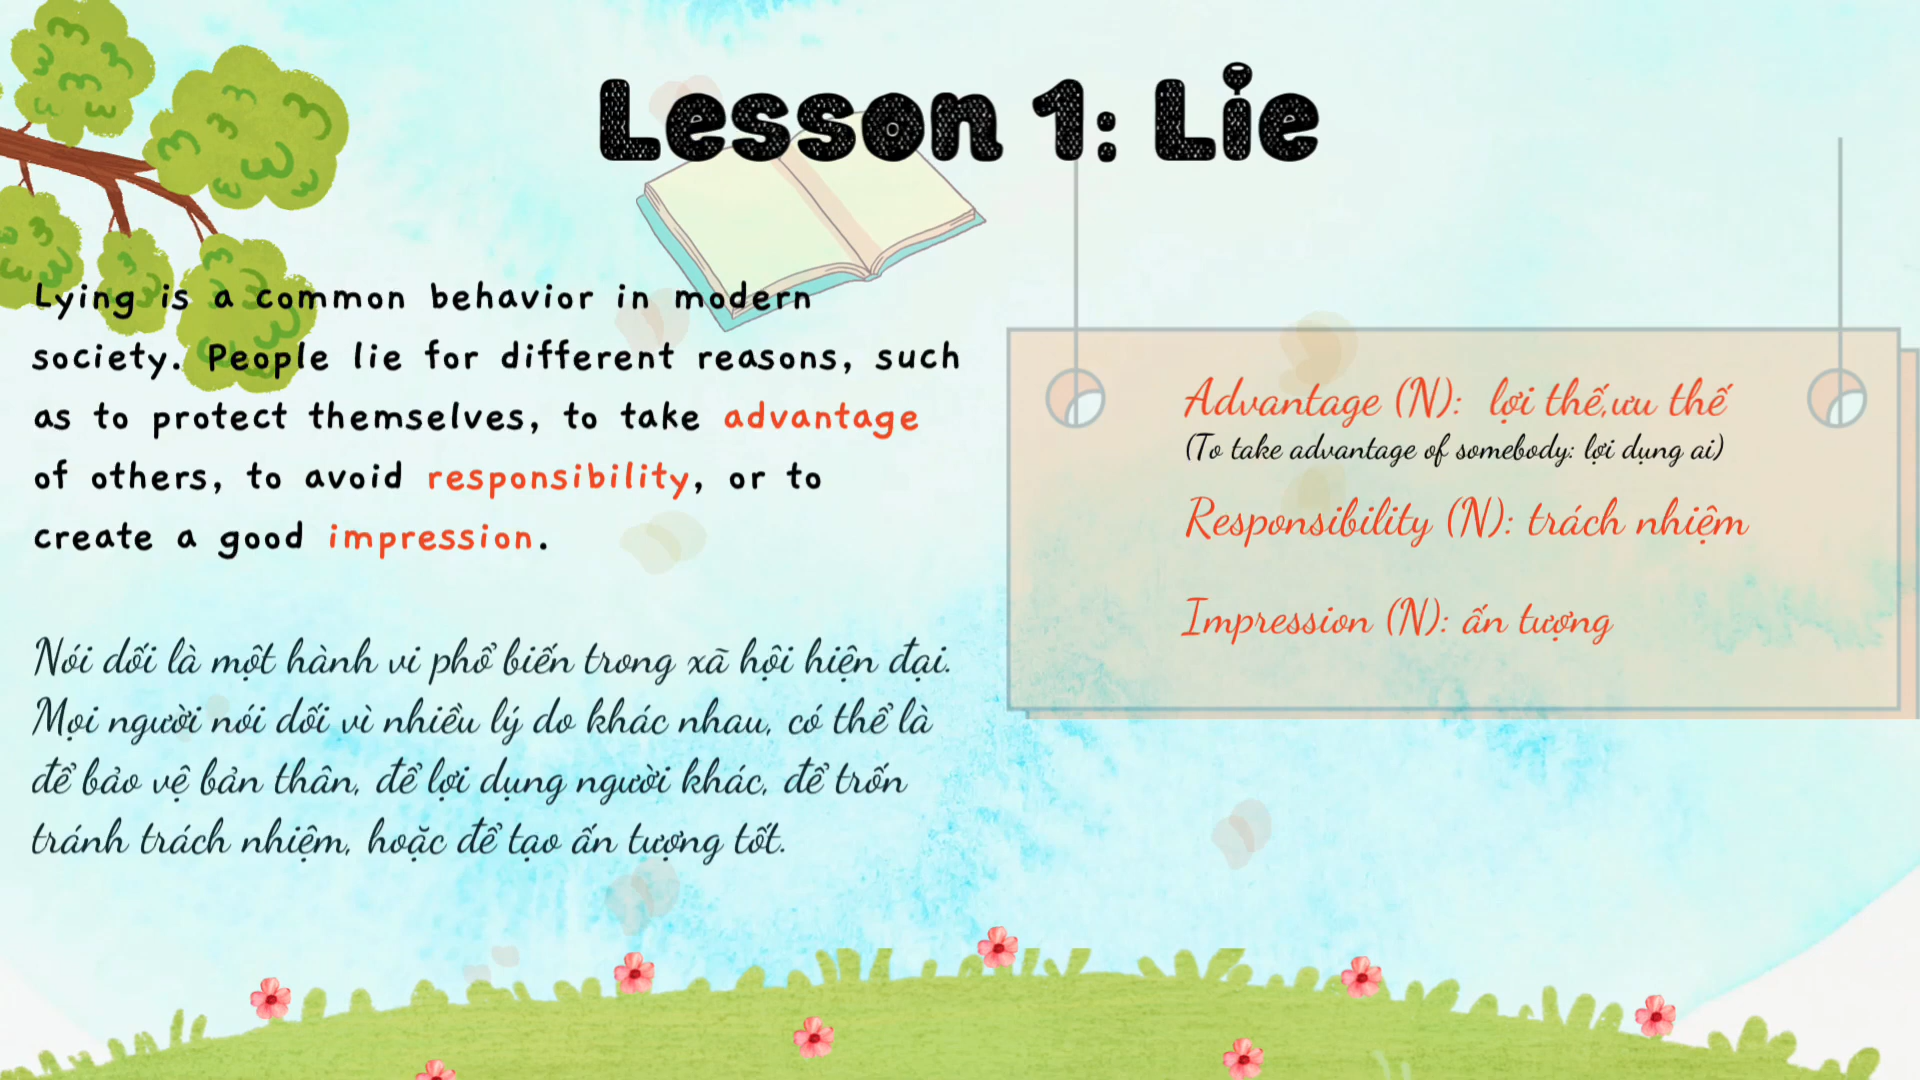 Lesson 1: Lie
Lying is a common behavior in modern
society. People lie for different reasons, such
as to protect themselves, to take advantage
of others, to avoid responsibility, or to
create a good impression.
Nói dối là một hành vi phổ biến trong xã hội hiện đại.
Mọi người nói dối vì nhiều lý do khác nhau, có thể là
để bảo vệ bản thân, để lợi dụng người khác, để trốn
tránh trách nhiệm, hoặc để tạo ấn tượng tốt.
Advantage (N): lợi thế,ưu thế
(To take advantage of somebody: lợi dụng ai)
Responsibility (N): trách nhiệm
Impression (N): ấn tượng